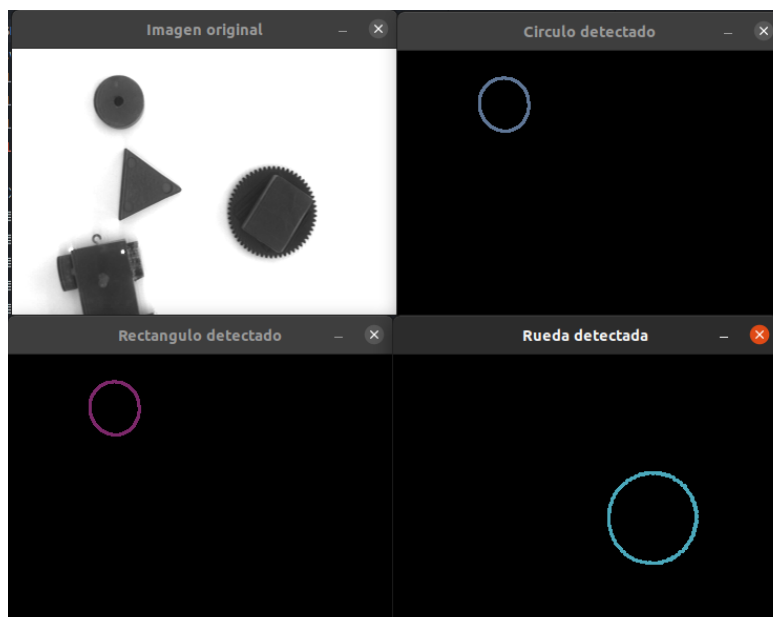 Imagen original
Circulo detectado
Rectangulo detectado
Rueda detectada